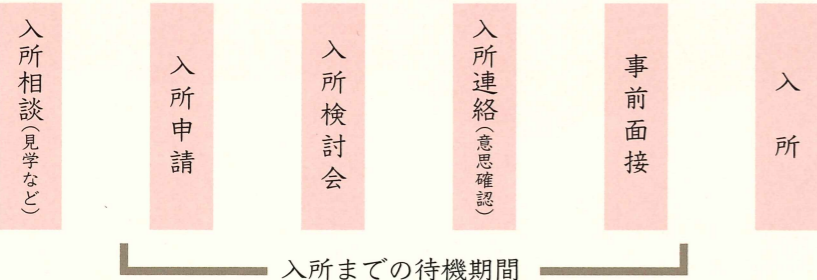 入所相談(見学など)
入所申請
入所検討会
入所連絡(意思確認)
事前面接
入所
入所までの待機期間